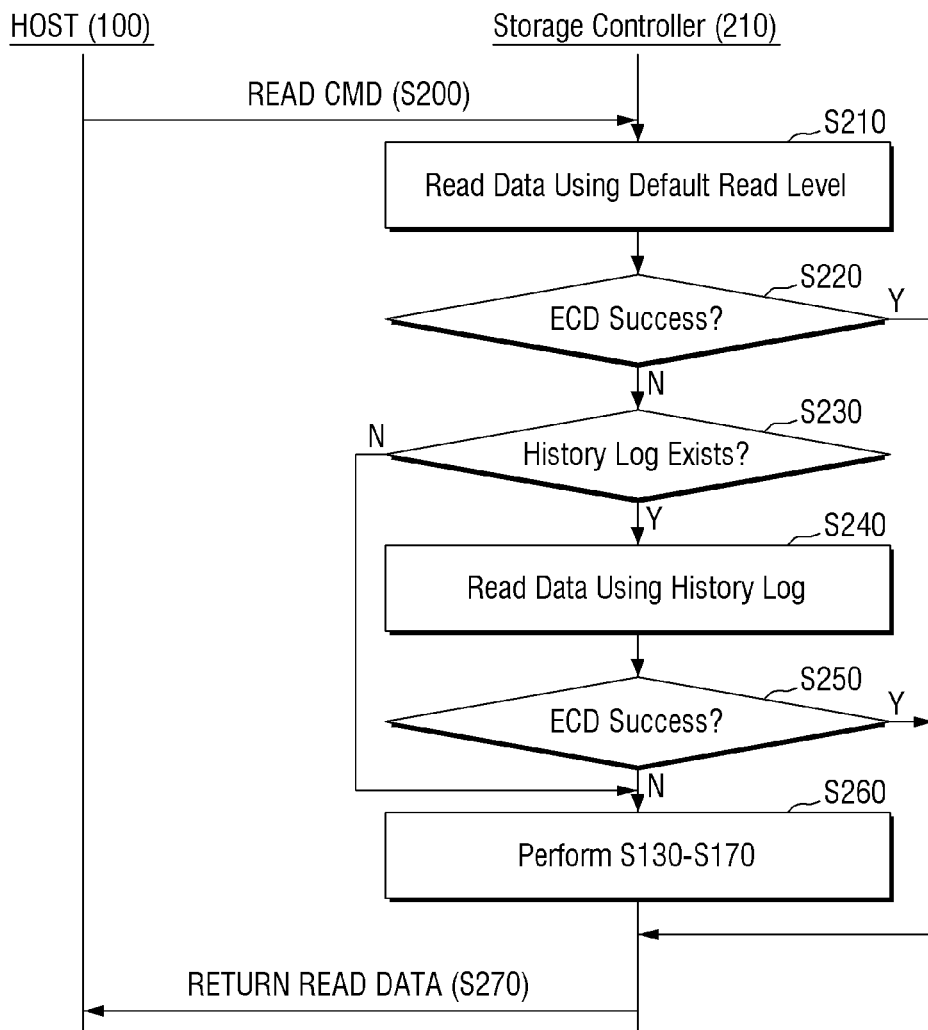 HOST (100)
Storage Controller (210)
READ CMD (S200)
S210
Read Data Using Default Read Level
S220
ECD Success?
Y
N
S230
N
History Log Exists?
Y
S240
Read Data Using History Log
S250
ECD Success?
Y
N
S260
Perform S130-S170
RETURN READ DATA (S270)